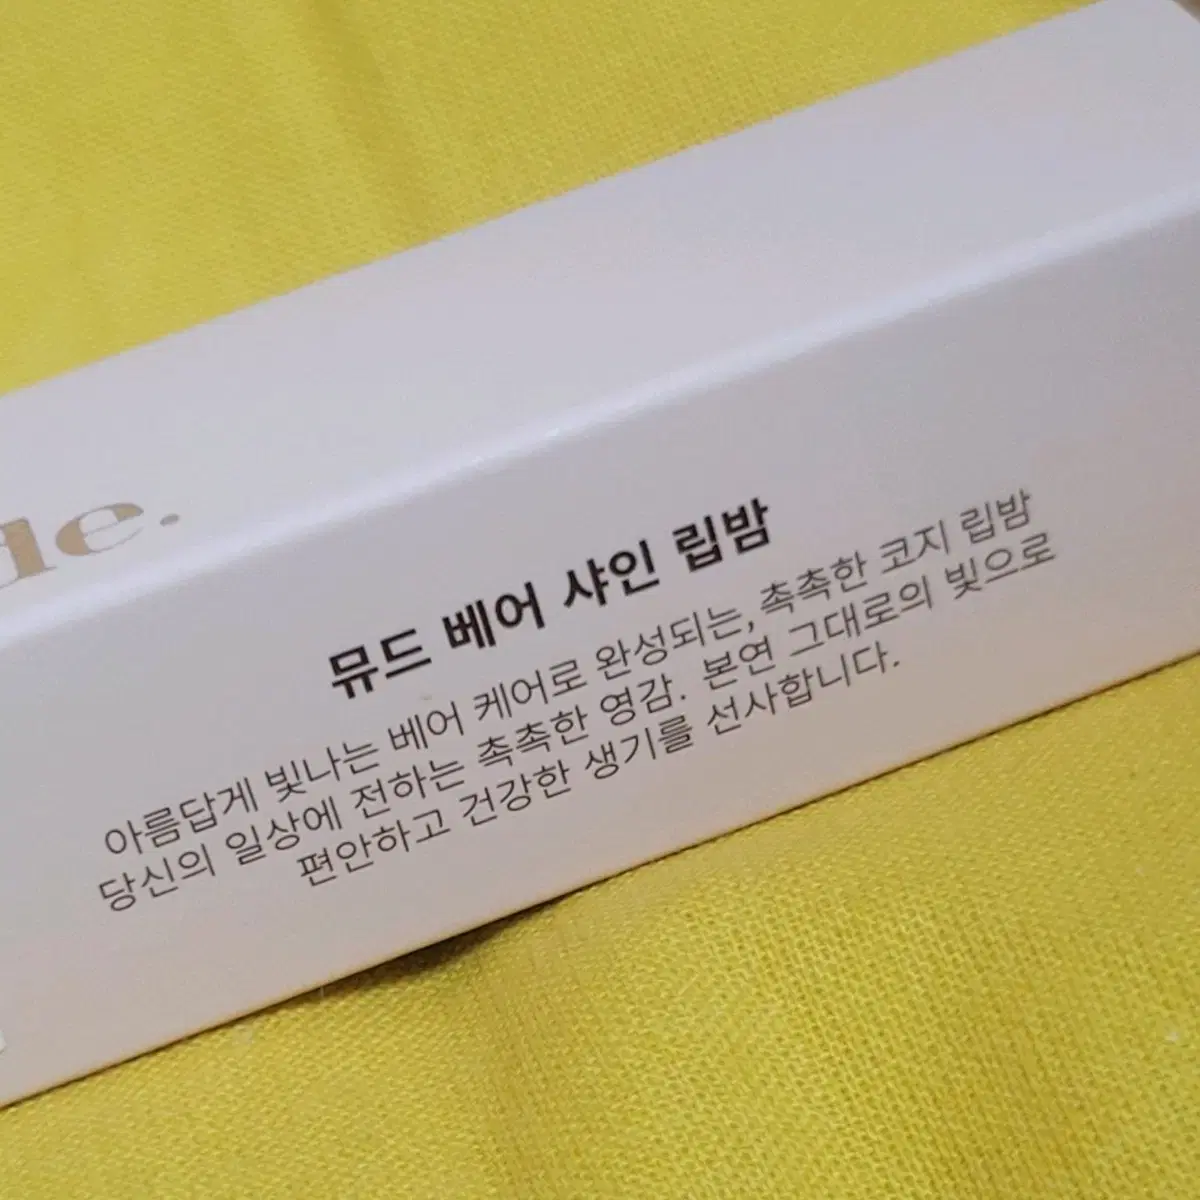 뮤드 베어 샤인 립밤
아름답게 빛나는 베어 케어로 완성되는, 촉촉한 코지 립밤
당신의 일상에 전하는 촉촉한 영감. 본연 그대로의 빛으로
편안하고 건강한 생기를 선사합니다.